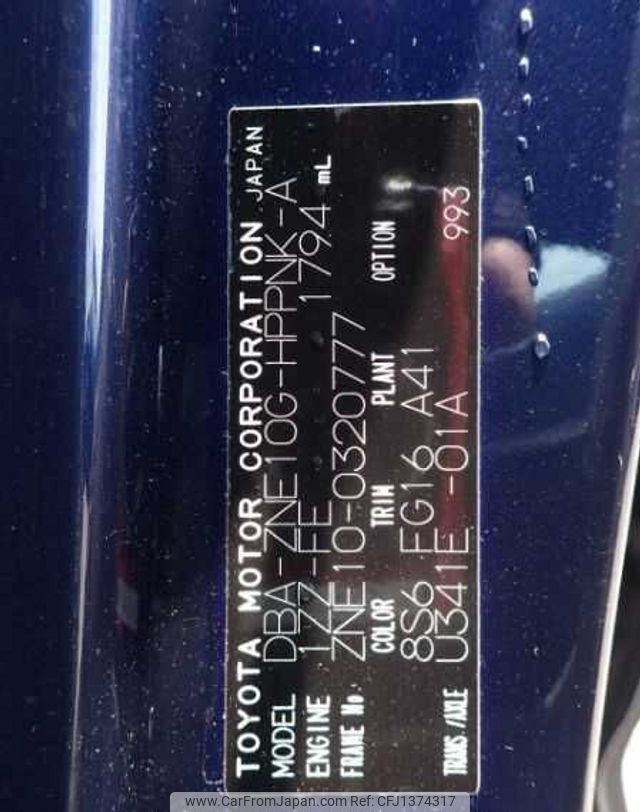 TOYOTA MOTOR CORPORATION JAPAN
MODEL DBA-ZNE10G-HPPNK-A
ENGINE 1ZZ-FE 1794 mL
FRAME No. ZNE10-0320777
COLOR TRIM PLANT OPTION
8S6 EG16 A41
TRANS/AXLE U341E -01A 993
www.CarFromJapan.com CFJ1374317